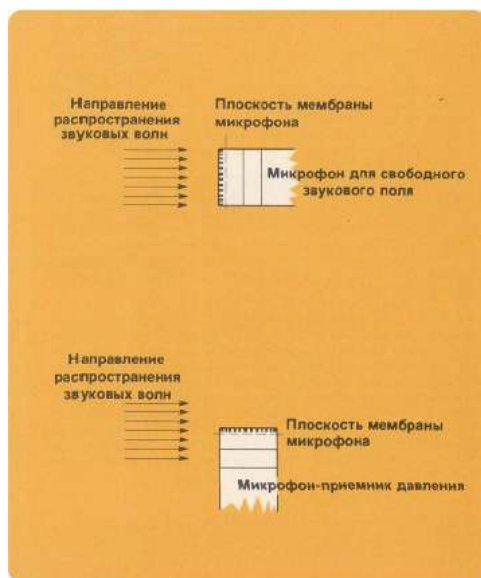 Направление
распространения
звуковых волн
Плоскость мембраны
микрофона
Микрофон для свободного
звукового поля
Направление
распространения
звуковых волн
Плоскость мембраны
микрофона
Микрофон-приемник давления